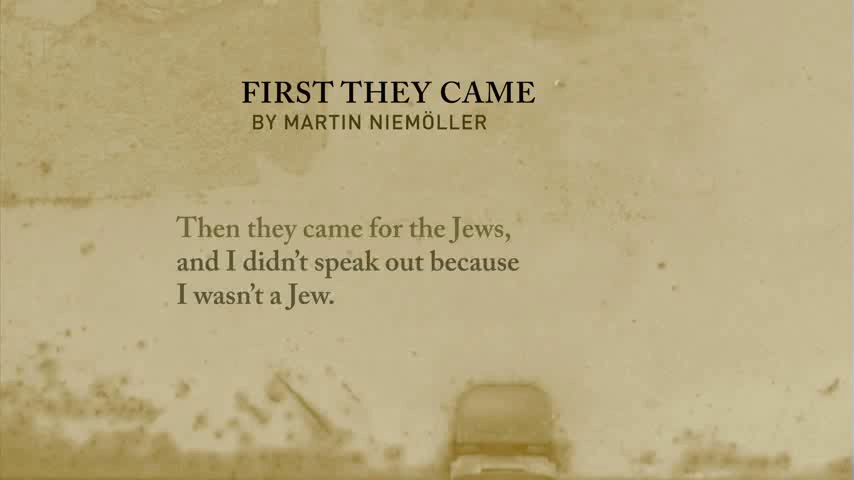 FIRST THEY CAME
BY MARTIN NIEMÖLLER
Then they came for the Jews,
and I didn’t speak out because
I wasn’t a Jew.